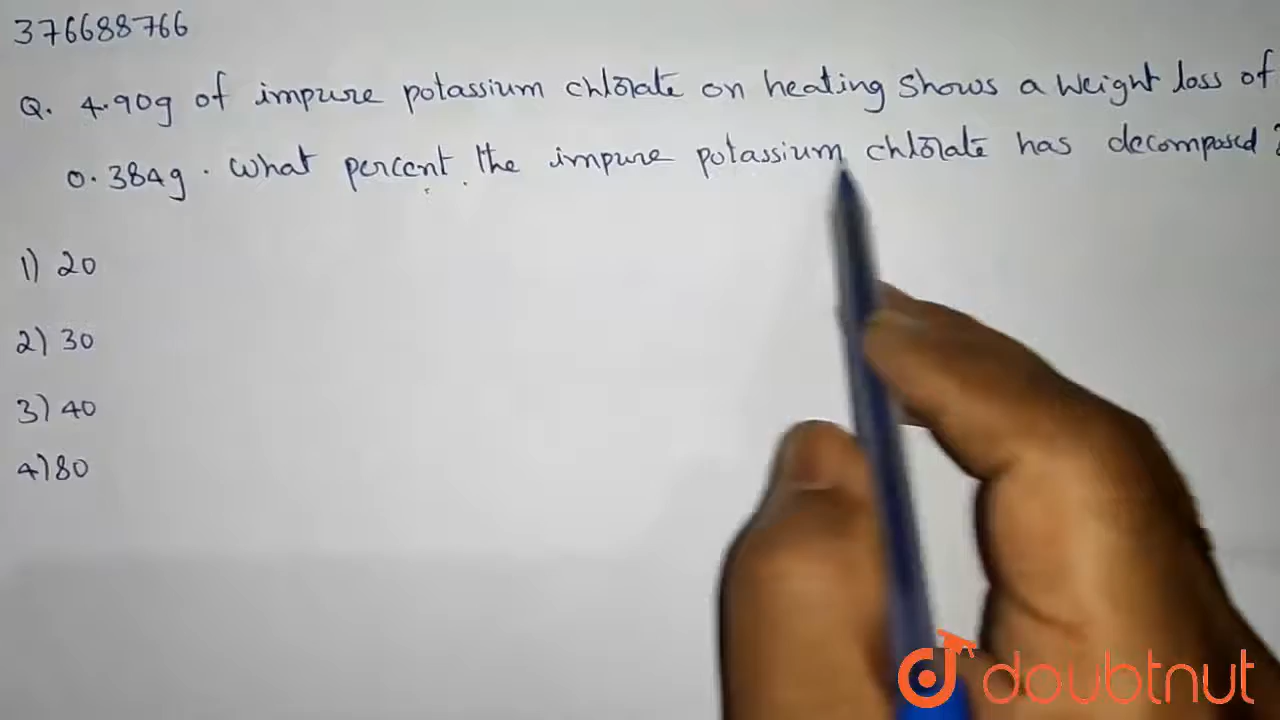 376688766
Q. 4.90g of impure potassium chlorate on heating shows a weight loss of
0.384g. What percent the impure potassium chlorate has decomposed?
1) 20
2) 30
3) 40
4) 80
doubtnut